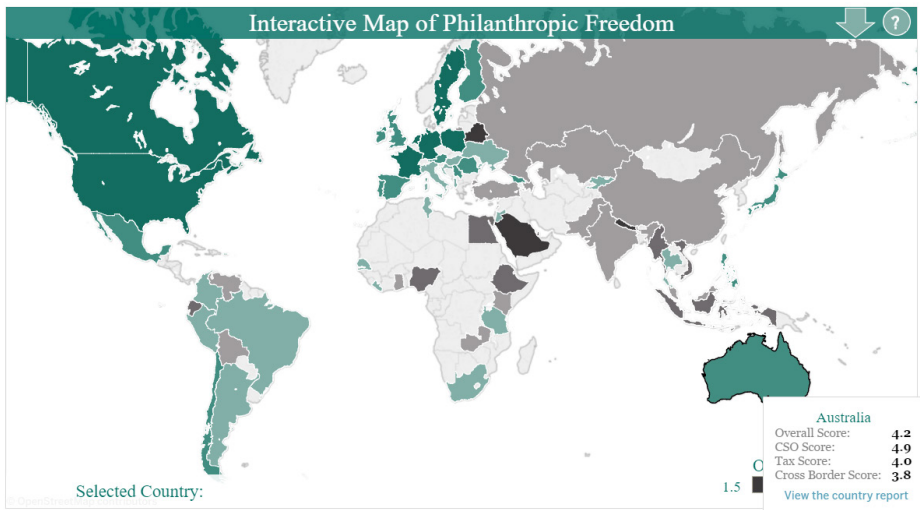 Interactive Map of Philanthropic Freedom
?
Australia
Overall Score: 4.2
CSO Score: 4.9
Tax Score: 4.0
Cross Border Score: 3.8
View the country report
O
1.5
Selected Country: